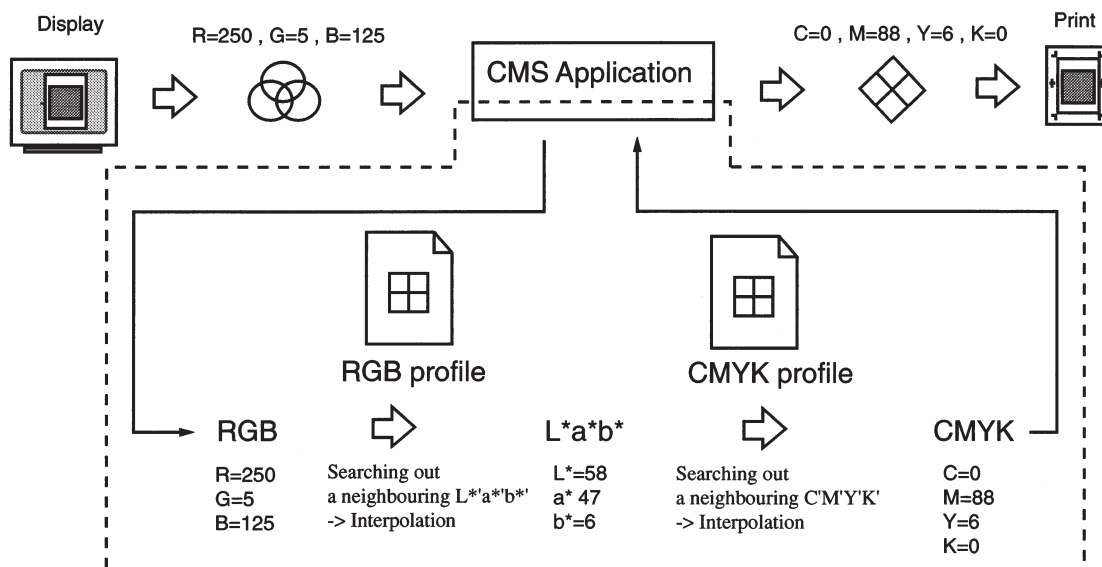 Display
R=250 , G=5 , B=125
CMS Application
C=0 , M=88 , Y=6 , K=0
Print
RGB profile
CMYK profile
RGB
L*a*b*
CMYK
R=250
G=5
B=125
Searching out
a neighbouring L*'a*'b*'
-> Interpolation
L*=58
a* 47
b*=6
Searching out
a neighbouring C'M'Y'K'
-> Interpolation
C=0
M=88
Y=6
K=0